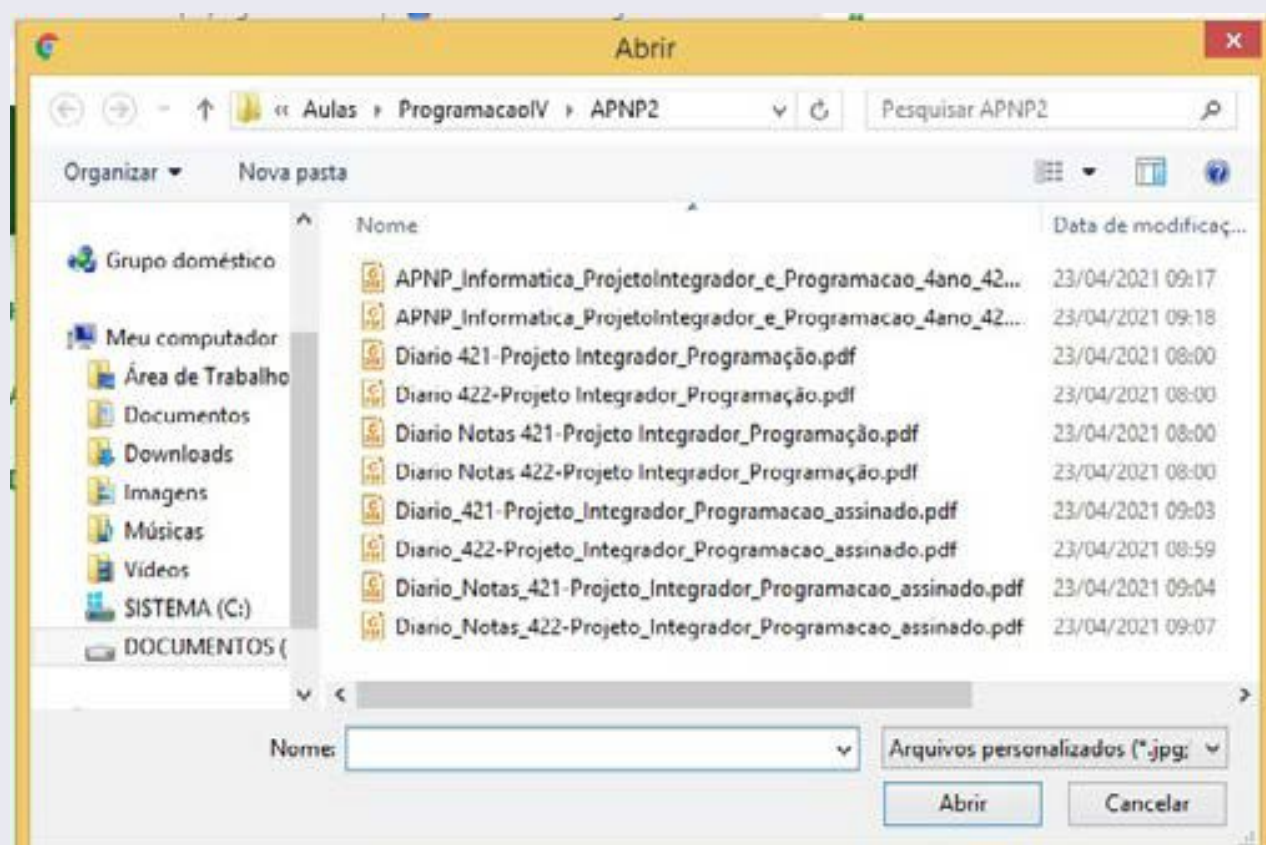 Abrir
« Aulas ProgramacaoIV APNP2
Pesquisar APNP2
Organizar Nova pasta
Nome Data de modificaç...
Grupo doméstico
Meu computador
Área de Trabalho
Documentos
Downloads
Imagens
Músicas
Vídeos
SISTEMA (C:)
DOCUMENTOS (
APNP_Informatica_ProjetoIntegrador_e_Programacao_4ano_42... 23/04/2021 09:17
APNP_Informatica_ProjetoIntegrador_e_Programacao_4ano_42... 23/04/2021 09:18
Diario 421-Projeto Integrador_Programação.pdf 23/04/2021 08:00
Diario 422-Projeto Integrador_Programação.pdf 23/04/2021 08:00
Diario Notas 421-Projeto Integrador_Programação.pdf 23/04/2021 08:00
Diario Notas 422-Projeto Integrador_Programação.pdf 23/04/2021 08:00
Diario_421-Projeto_Integrador_Programacao_assinado.pdf 23/04/2021 09:03
Diario_422-Projeto_Integrador_Programacao_assinado.pdf 23/04/2021 08:59
Diario_Notas_421-Projeto_Integrador_Programacao_assinado.pdf 23/04/2021 09:04
Diario_Notas_422-Projeto_Integrador_Programacao_assinado.pdf 23/04/2021 09:07
Nome:
Arquivos personalizados (*.jpg;
Abrir Cancelar